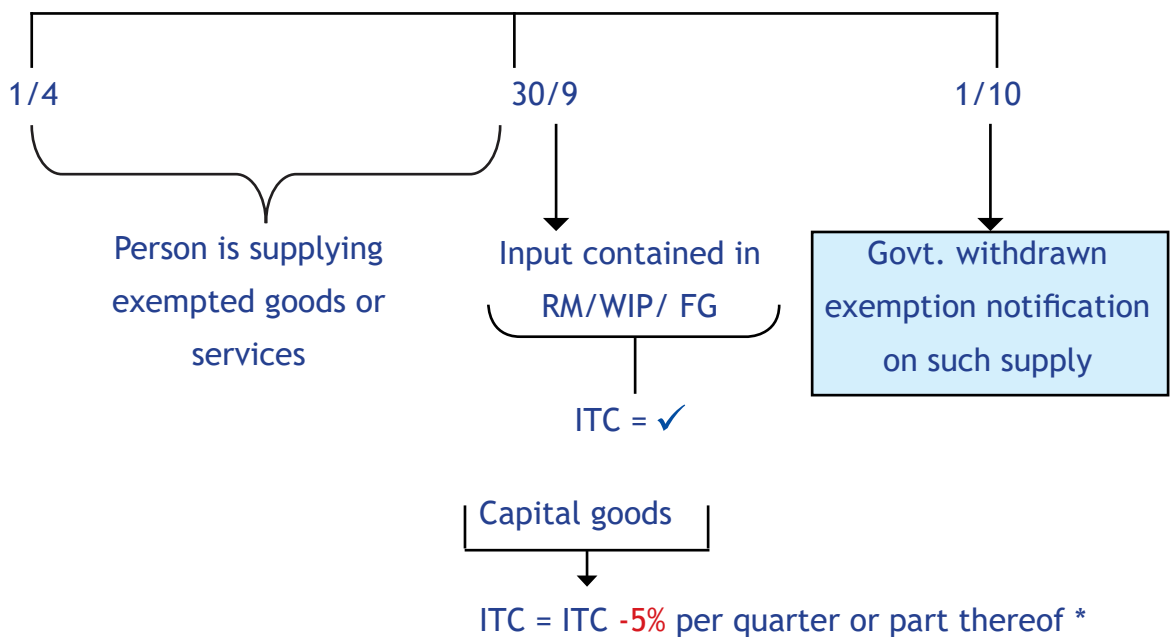 1/4
30/9
1/10
Person is supplying
exempted goods or
services
Input contained in
RM/WIP/ FG
ITC = ✓
Govt. withdrawn
exemption notification
on such supply
Capital goods
ITC = ITC -5% per quarter or part thereof *